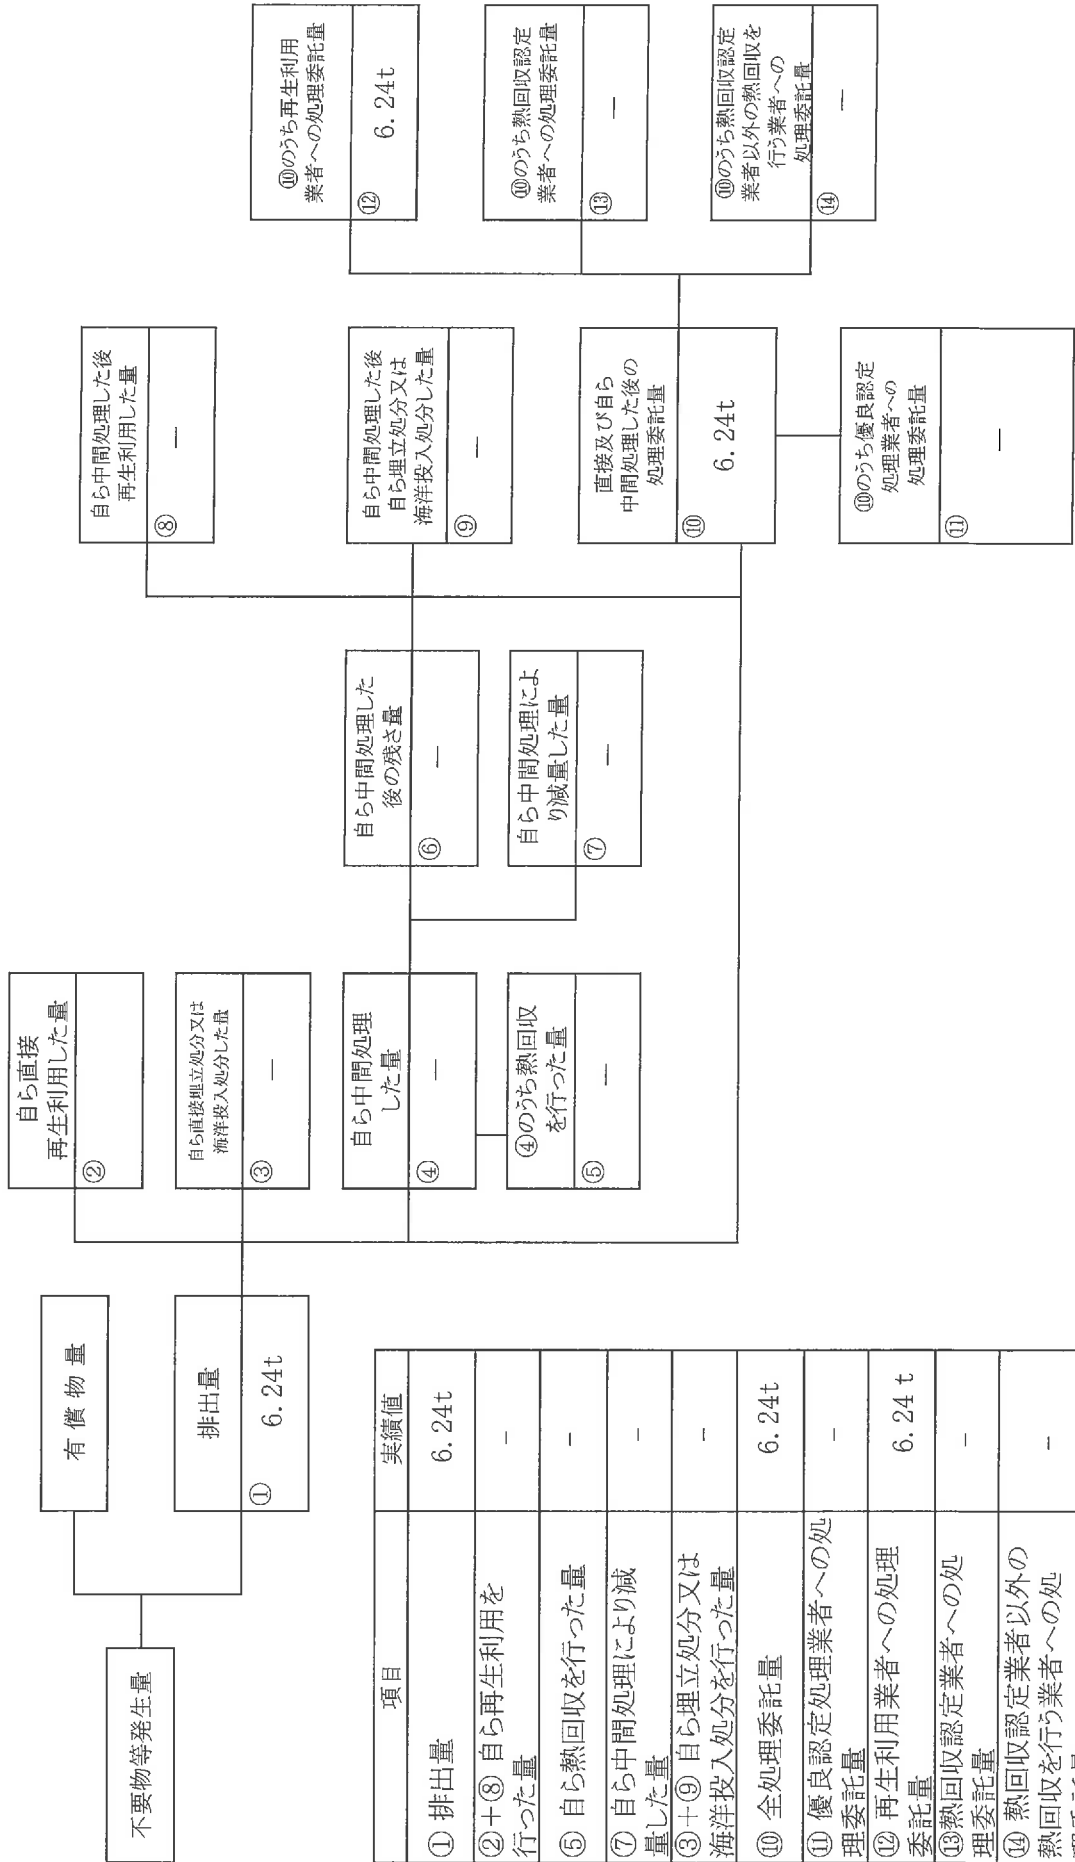 不要物等発生量
有償物量
排出量
①
6.24t
自ら直接
再生利用した量
②
自ら直接埋立処分又は
海洋投入処分した量
③
－
自ら中間処理
した量
④
－
④のうち熱回収
を行った量
⑤
－
自ら中間処理した
後の残さ量
⑥
－
自ら中間処理によ
り減量した量
⑦
－
自ら中間処理した後
再生利用した量
⑧
－
自ら中間処理した後
自ら埋立処分又は
海洋投入処分した量
⑨
－
直接及び自ら
中間処理した後の
処理委託量
⑩
6.24t
⑩のうち優良認定
処理業者への
処理委託量
⑪
－
⑩のうち再生利用
業者への処理委託量
⑫
6.24t
⑩のうち熱回収認定
業者への処理委託量
⑬
－
⑩のうち熱回収認定
業者以外の熱回収を
行う業者への
処理委託量
⑭
－
項目 実績値
①排出量 6.24t
②＋⑧ 自ら再生利用を
行った量 －
⑤ 自ら熱回収を行った量 －
⑦ 自ら中間処理により減
量した量 －
③＋⑨ 自ら埋立処分又は
海洋投入処分を行った量 －
⑩ 全処理委託量 6.24t
⑪ 優良認定処理業者への処
理委託量 －
⑫ 再生利用業者への処理
委託量 6.24 t
⑬熱回収認定業者への処
理委託量 －
⑭ 熱回収認定業者以外の
熱回収を行う業者への処 －